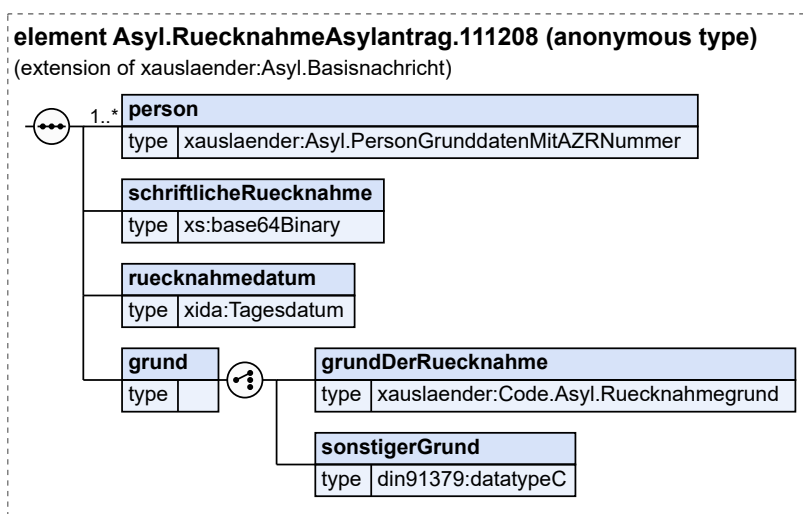 element Asyl.RuecknahmeAsylantrag.111208 (anonymous type)
(extension of xauslaender:Asyl.Basisnachricht)
1..*
person
type xauslaender:Asyl.PersonGrunddatenMitAZRNummer
schriftlicheRuecknahme
type xs:base64Binary
ruecknahmedatum
type xida:Tagesdatum
grund
type
grundDerRuecknahme
type xauslaender:Code.Asyl.Ruecknahmegrund
sonstigerGrund
type din91379:datatypeC